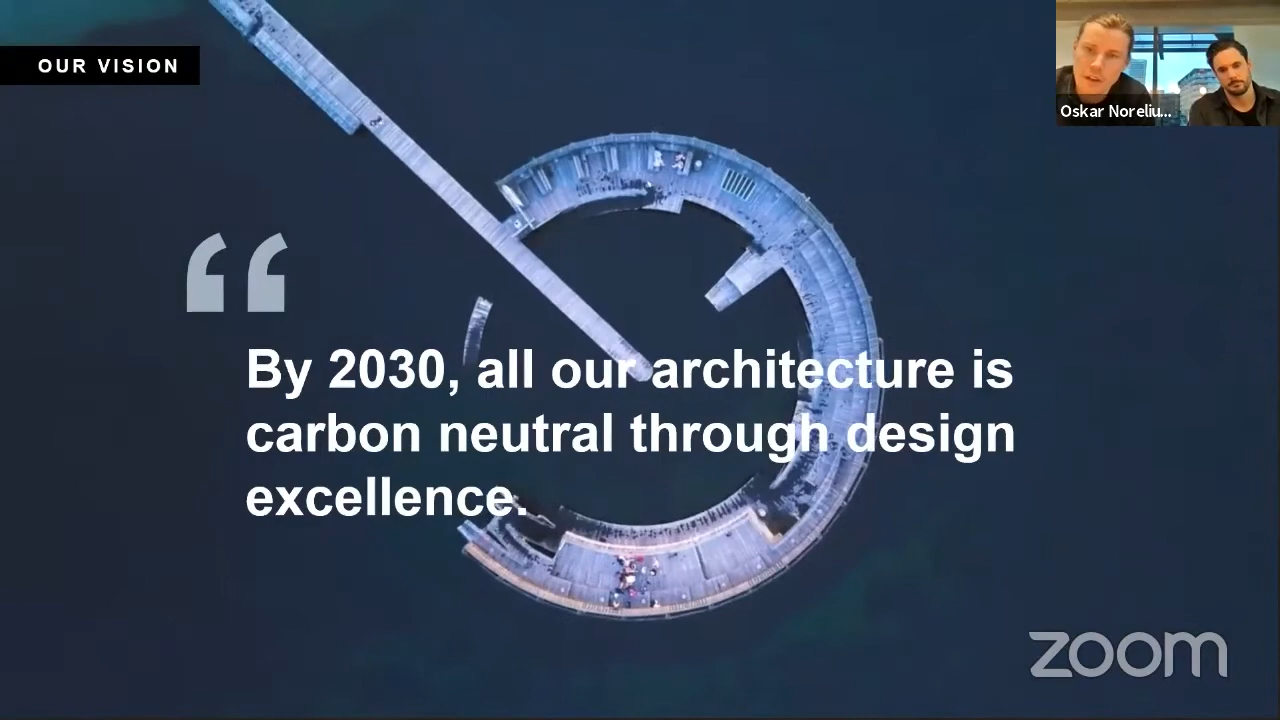 OUR VISION
Oskar Noreliu...
“
By 2030, all our architecture is
carbon neutral through design
excellence.
zoom